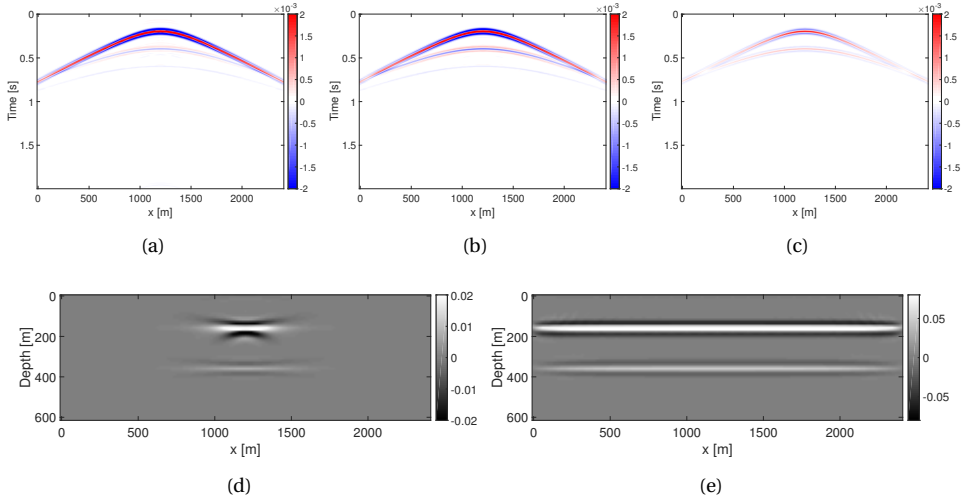 ×10⁻³ ×10⁻³ ×10⁻³
0 2 0 2 0 2
1.5 1.5 1.5
0.5 1 0.5 1 0.5 1
0.5 0.5 0.5
Time [s] 1 0 Time [s] 1 0 Time [s] 1 0
-0.5 -0.5 -0.5
1.5 -1 1.5 -1 1.5 -1
-1.5 -1.5 -1.5
-2 -2 -2
0 500 1000 1500 2000 0 500 1000 1500 2000 0 500 1000 1500 2000
x [m] x [m] x [m]
(a) (b) (c)
0 0.02 0
0.01 0.05
200 200
Depth [m] 0 Depth [m] 0
400 400
-0.01 -0.05
600 -0.02 600
0 500 1000 1500 2000 0 500 1000 1500 2000
x [m] x [m]
(d) (e)